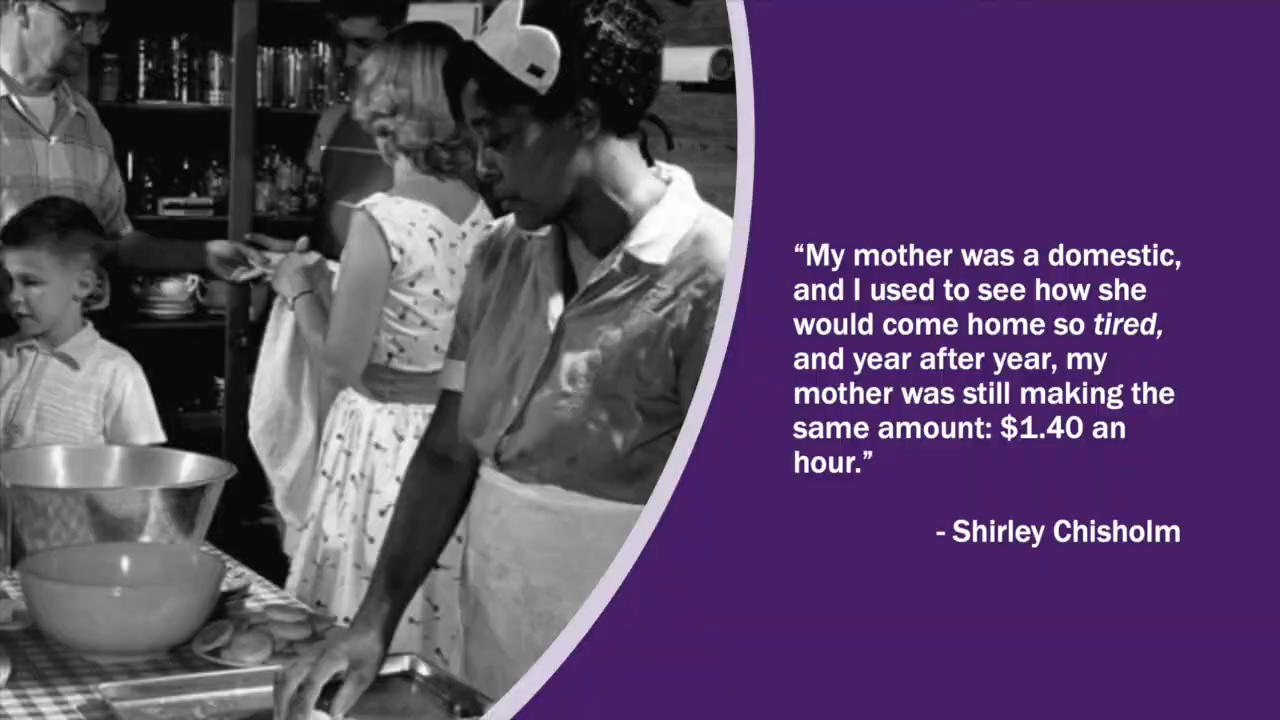 “My mother was a domestic,
and I used to see how she
would come home so tired,
and year after year, my
mother was still making the
same amount: $1.40 an
hour.”
- Shirley Chisholm